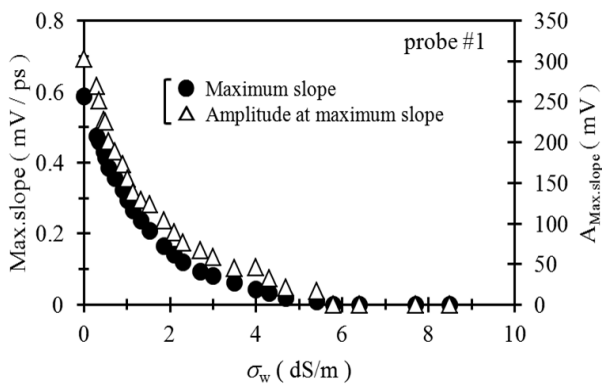 probe #1
Maximum slope
Amplitude at maximum slope
Max.slope ( mV / ps )
0.8
0.6
0.4
0.2
0
A_Max.slope ( mV )
350
300
250
200
150
100
50
0
0 2 4 6 8 10
σ_w ( dS/m )